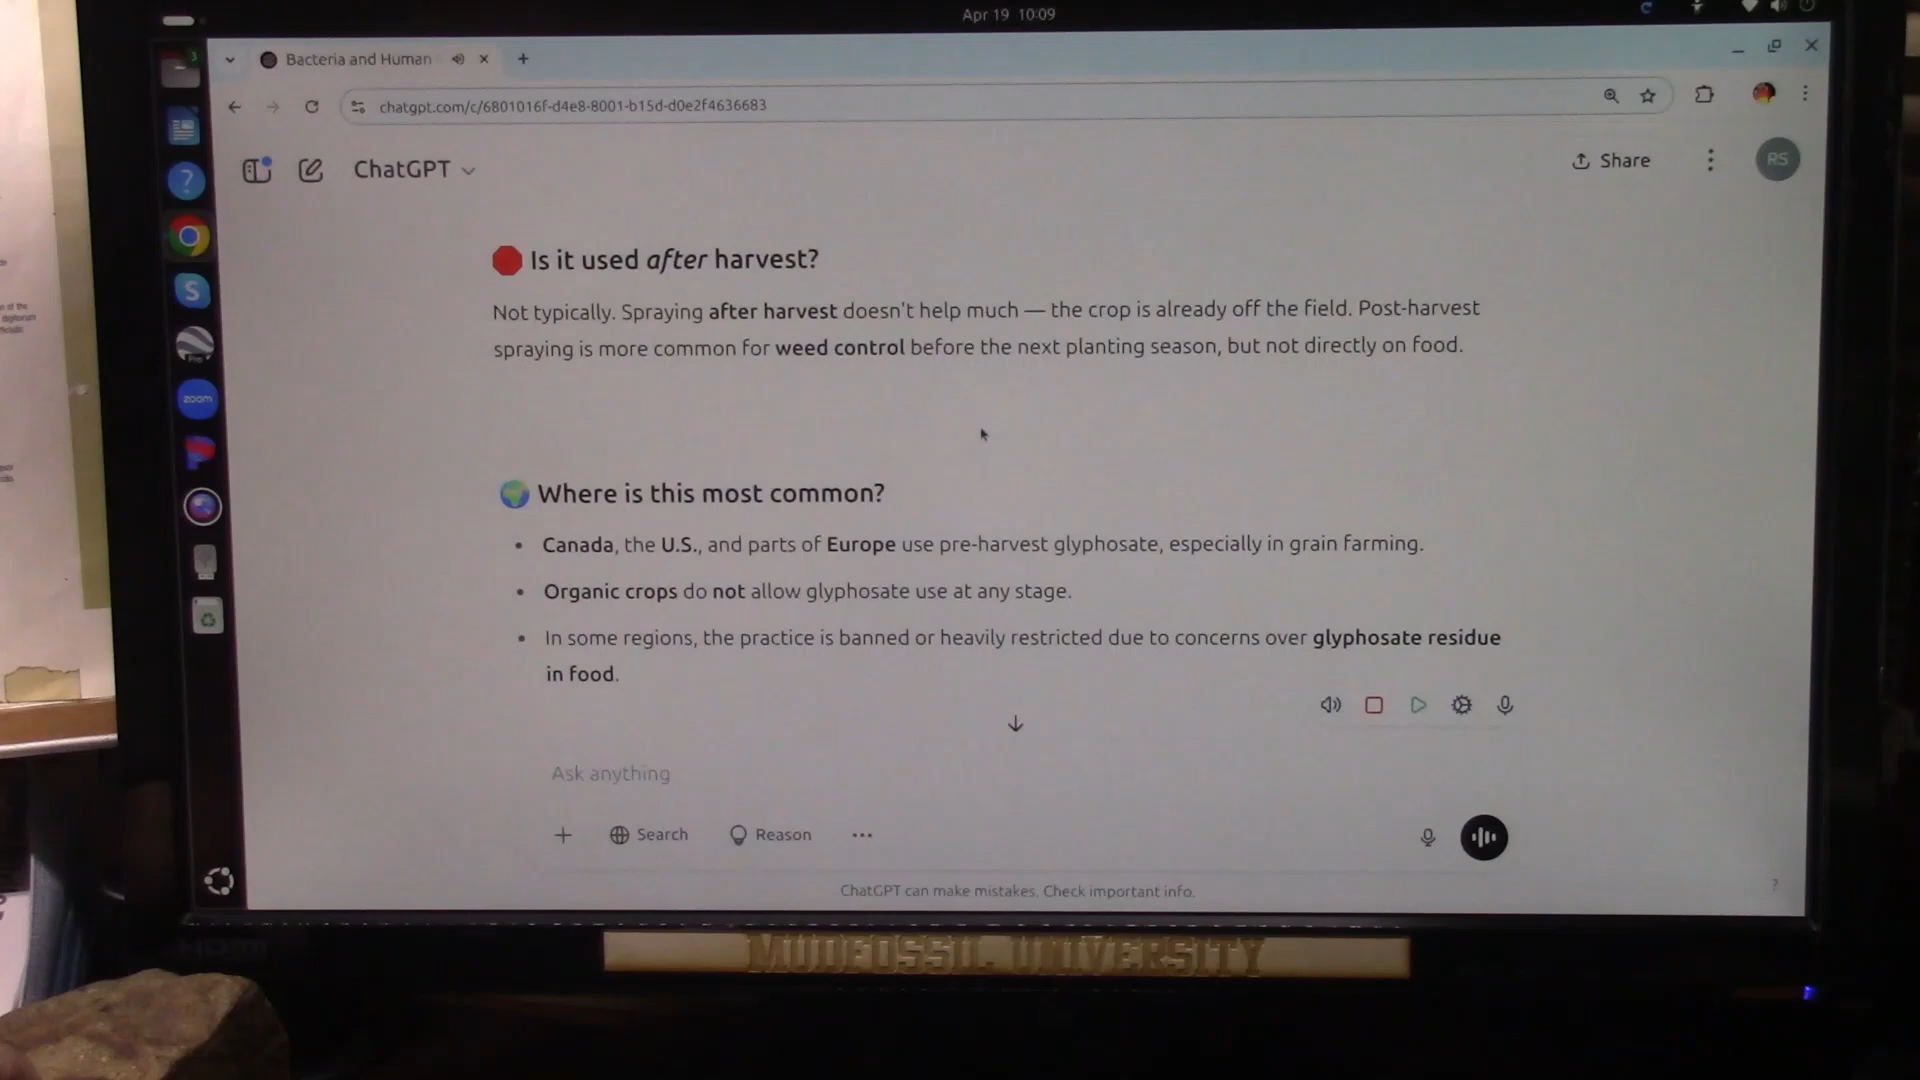 Apr 19 10:09
Bacteria and Human
chatgpt.com/c/6801016f-d4e8-8001-b15d-d0e2f4636683
ChatGPT
Share
RS
Is it used after harvest?
Not typically. Spraying after harvest doesn't help much — the crop is already off the field. Post-harvest
spraying is more common for weed control before the next planting season, but not directly on food.
Where is this most common?
• Canada, the U.S., and parts of Europe use pre-harvest glyphosate, especially in grain farming.
• Organic crops do not allow glyphosate use at any stage.
• In some regions, the practice is banned or heavily restricted due to concerns over glyphosate residue
in food.
Ask anything
Search
Reason
ChatGPT can make mistakes. Check important info.
?
3
?
S
Pro
zoom
HDMI
MUDFOSSIL UNIVERSITY